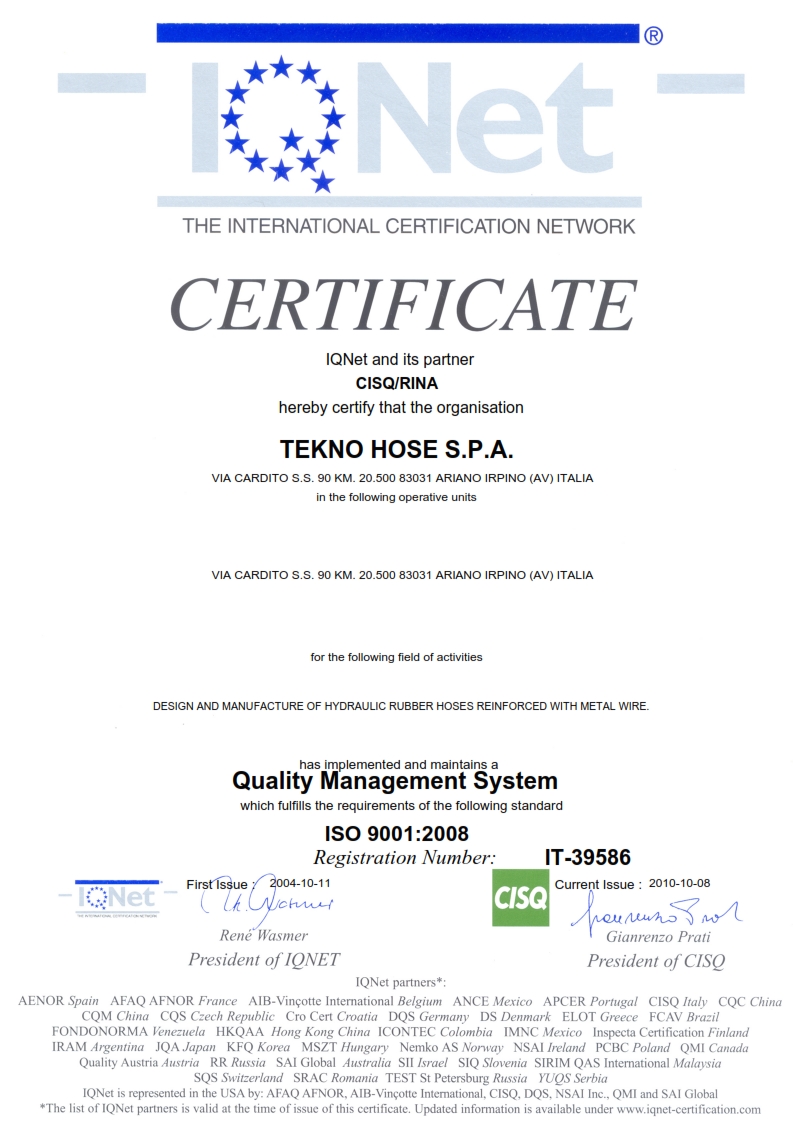 ®
IQNet
THE INTERNATIONAL CERTIFICATION NETWORK
CERTIFICATE
IQNet and its partner
CISQ/RINA
hereby certify that the organisation
TEKNO HOSE S.P.A.
VIA CARDITO S.S. 90 KM. 20.500 83031 ARIANO IRPINO (AV) ITALIA
in the following operative units
VIA CARDITO S.S. 90 KM. 20.500 83031 ARIANO IRPINO (AV) ITALIA
for the following field of activities
DESIGN AND MANUFACTURE OF HYDRAULIC RUBBER HOSES REINFORCED WITH METAL WIRE.
has implemented and maintains a
Quality Management System
which fulfills the requirements of the following standard
ISO 9001:2008
Registration Number: IT-39586
IQNet
THE INTERNATIONAL CERTIFICATION NETWORK
First Issue : 2004-10-11
CISQ
Current Issue : 2010-10-08
René Wasmer
President of IQNET
Gianrenzo Prati
President of CISQ
IQNet partners*:
AENOR Spain AFAQ AFNOR France AIB-Vinçotte International Belgium ANCE Mexico APCER Portugal CISQ Italy CQC China
CQM China CQS Czech Republic Cro Cert Croatia DQS Germany DS Denmark ELOT Greece FCAV Brazil
FONDONORMA Venezuela HKQAA Hong Kong China ICONTEC Colombia IMNC Mexico Inspecta Certification Finland
IRAM Argentina JQA Japan KFQ Korea MSZT Hungary Nemko AS Norway NSAI Ireland PCBC Poland QMI Canada
Quality Austria Austria RR Russia SAI Global Australia SII Israel SIQ Slovenia SIRIM QAS International Malaysia
SQS Switzerland SRAC Romania TEST St Petersburg Russia YUQS Serbia
IQNet is represented in the USA by: AFAQ AFNOR, AIB-Vinçotte International, CISQ, DQS, NSAI Inc., QMI and SAI Global
*The list of IQNet partners is valid at the time of issue of this certificate. Updated information is available under www.iqnet-certification.com